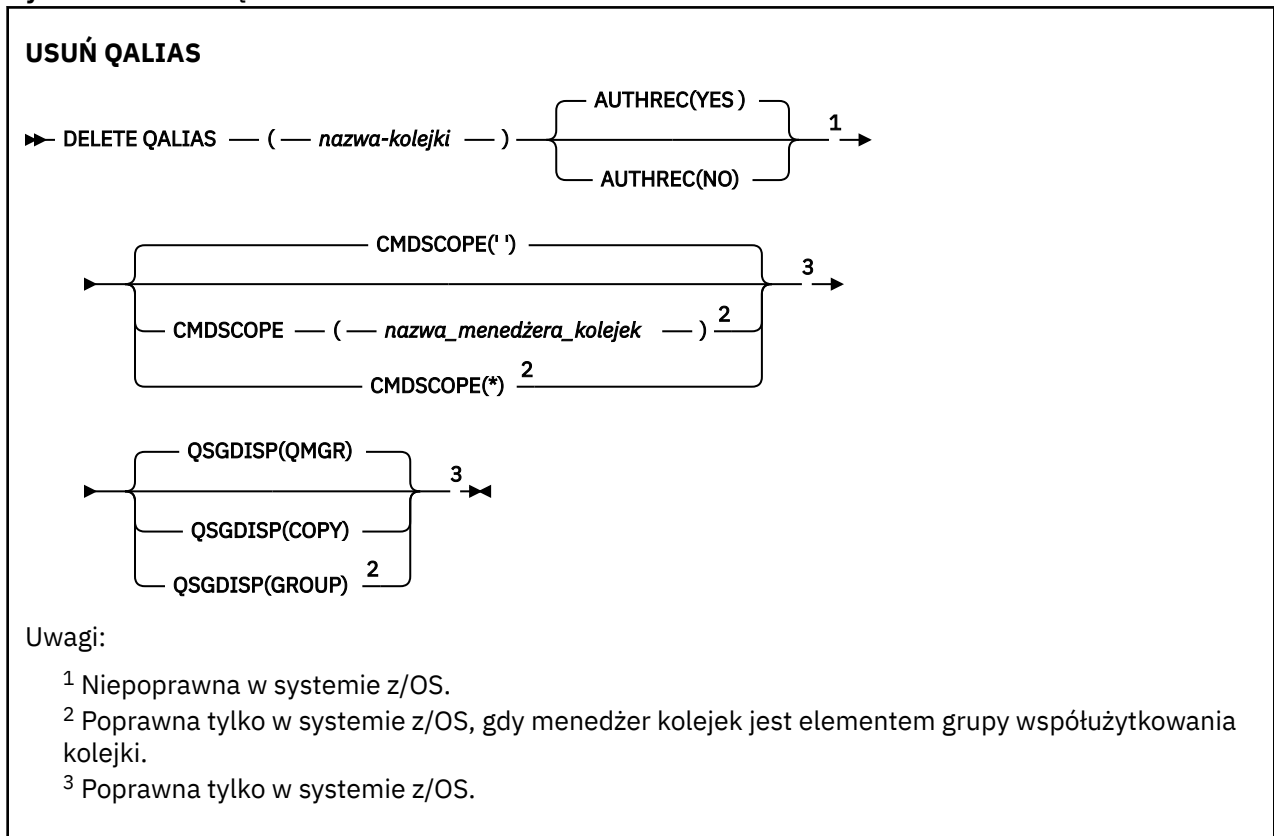 USUŃ QALIAS
AUTHREC(YES )
DELETE QALIAS — ( — nazwa-kolejki — ) 1
AUTHREC(NO)
CMDSCOPE(' ')
3
CMDSCOPE — ( — nazwa_menedżera_kolejek — ) 2
CMDSCOPE(*) 2
QSGDISP(QMGR)
3
QSGDISP(COPY)
QSGDISP(GROUP) 2
Uwagi:
1 Niepoprawna w systemie z/OS.
2 Poprawna tylko w systemie z/OS, gdy menedżer kolejek jest elementem grupy współużytkowania
kolejki.
3 Poprawna tylko w systemie z/OS.